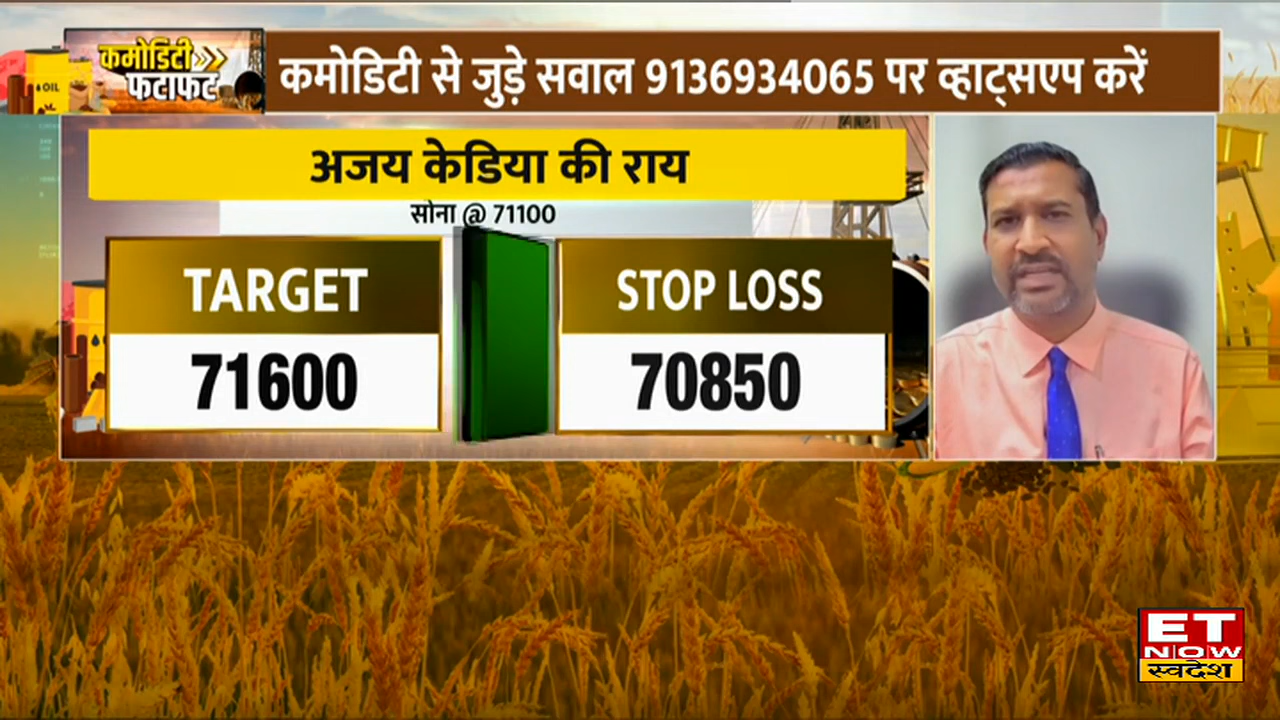 कमोडिटी
फटाफट
OIL
कमोडिटी से जुड़े सवाल 9136934065 पर व्हाट्सएप करें
अजय केडिया की राय
सोना @ 71100
TARGET
STOP LOSS
71600
70850
ET
NOW
स्वदेश